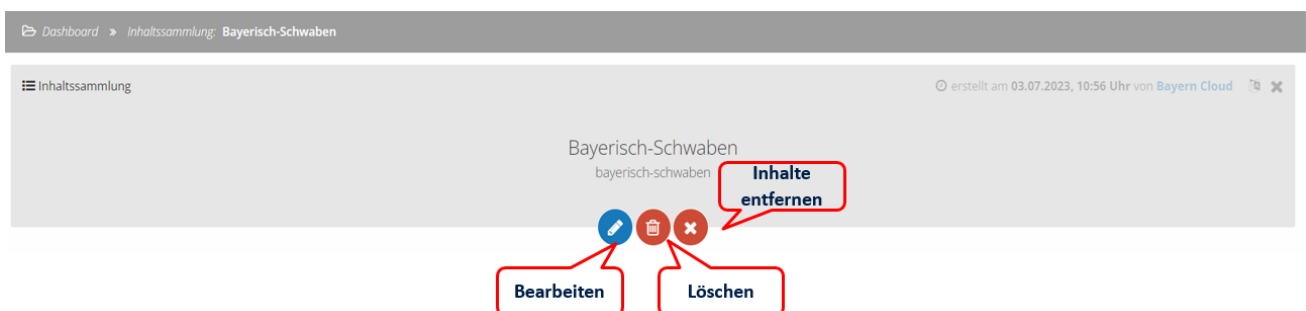 Dashboard » Inhaltssammlung: Bayerisch-Schwaben
Inhaltssammlung
erstellt am 03.07.2023, 10:56 Uhr von Bayern Cloud
Bayerisch-Schwaben
bayerisch-schwaben
Inhalte
entfernen
Bearbeiten
Löschen